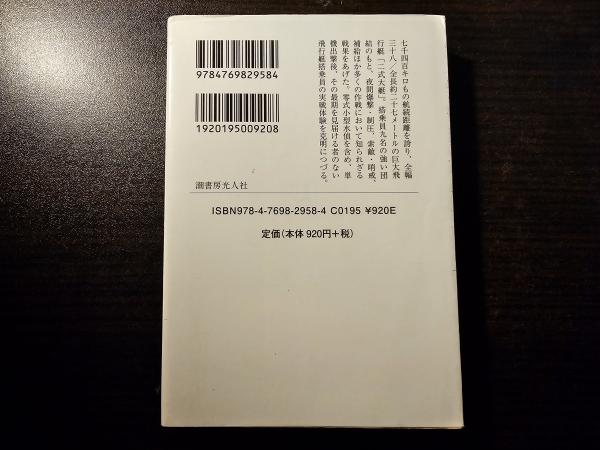 9784769829584
1920195009208
七千四百キロもの航続距離を誇り、全幅
三十八／全長約二十七メートルの巨大飛
行艇「二式大艇」。搭乗員九名の強い団
結のもと、夜間爆撃・制圧、索敵・哨戒、
補給ほか多くの作戦において知られざる
戦果をあげた。零式小型水偵を含め、単
機出撃後、その最期を見届ける者のない
飛行艇搭乗員の実戦体験を克明につづる。
潮書房光人社
ISBN978-4-7698-2958-4 C0195 ¥920E
定価(本体920円+税)